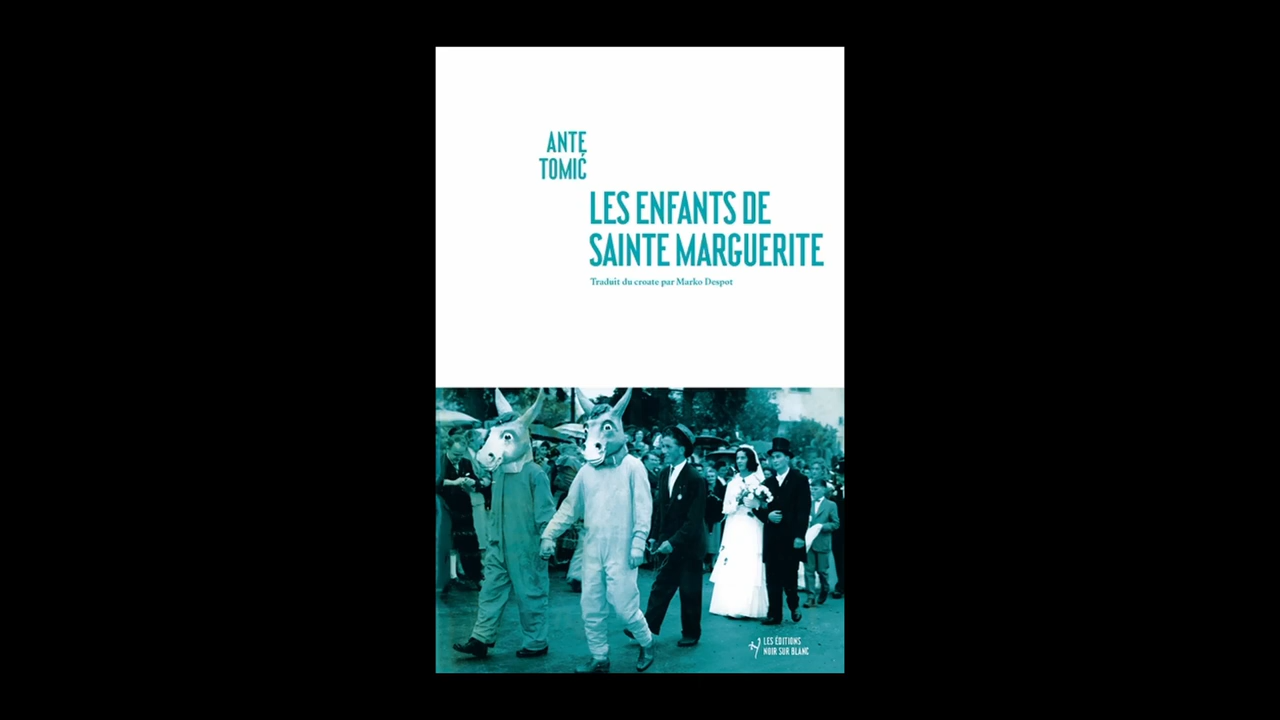 ANTE
TOMIĆ
LES ENFANTS DE
SAINTE MARGUERITE
Traduit du croate par Marko Despot
LES ÉDITIONS
NOIR SUR BLANC